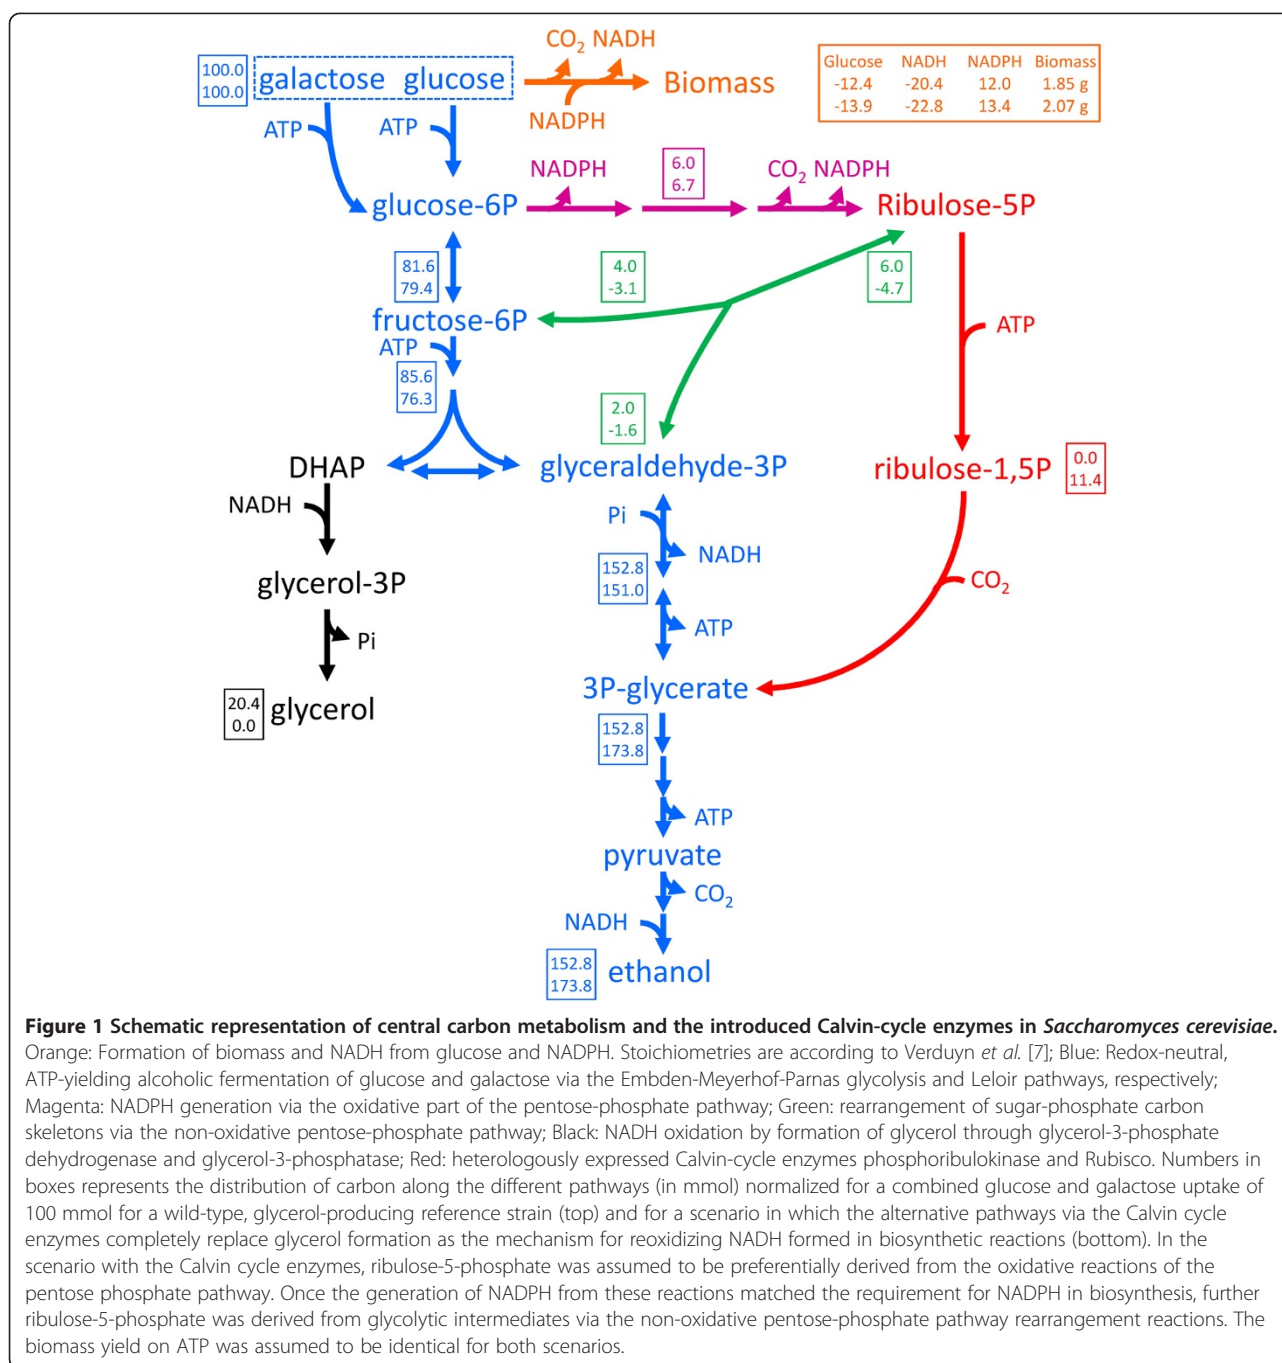 100.0
100.0
galactose glucose
CO2 NADH
Biomass
NADPH
Glucose NADH NADPH Biomass
-12.4 -20.4 12.0 1.85 g
-13.9 -22.8 13.4 2.07 g
ATP
ATP
glucose-6P
NADPH
6.0
6.7
CO2 NADPH
Ribulose-5P
81.6
79.4
4.0
-3.1
6.0
-4.7
fructose-6P
ATP
ATP
85.6
76.3
2.0
-1.6
DHAP
glyceraldehyde-3P
ribulose-1,5P
0.0
11.4
NADH
Pi
NADH
152.8
151.0
glycerol-3P
CO2
ATP
Pi
3P-glycerate
20.4
0.0
glycerol
152.8
173.8
ATP
pyruvate
CO2
NADH
152.8
173.8
ethanol
Figure 1 Schematic representation of central carbon metabolism and the introduced Calvin-cycle enzymes in Saccharomyces cerevisiae.
Orange: Formation of biomass and NADH from glucose and NADPH. Stoichiometries are according to Verduyn et al. [7]; Blue: Redox-neutral,
ATP-yielding alcoholic fermentation of glucose and galactose via the Embden-Meyerhof-Parnas glycolysis and Leloir pathways, respectively;
Magenta: NADPH generation via the oxidative part of the pentose-phosphate pathway; Green: rearrangement of sugar-phosphate carbon
skeletons via the non-oxidative pentose-phosphate pathway; Black: NADH oxidation by formation of glycerol through glycerol-3-phosphate
dehydrogenase and glycerol-3-phosphatase; Red: heterologously expressed Calvin-cycle enzymes phosphoribulokinase and Rubisco. Numbers in
boxes represents the distribution of carbon along the different pathways (in mmol) normalized for a combined glucose and galactose uptake of
100 mmol for a wild-type, glycerol-producing reference strain (top) and for a scenario in which the alternative pathways via the Calvin cycle
enzymes completely replace glycerol formation as the mechanism for reoxidizing NADH formed in biosynthetic reactions (bottom). In the
scenario with the Calvin cycle enzymes, ribulose-5-phosphate was assumed to be preferentially derived from the oxidative reactions of the
pentose phosphate pathway. Once the generation of NADPH from these reactions matched the requirement for NADPH in biosynthesis, further
ribulose-5-phosphate was derived from glycolytic intermediates via the non-oxidative pentose-phosphate pathway rearrangement reactions. The
biomass yield on ATP was assumed to be identical for both scenarios.